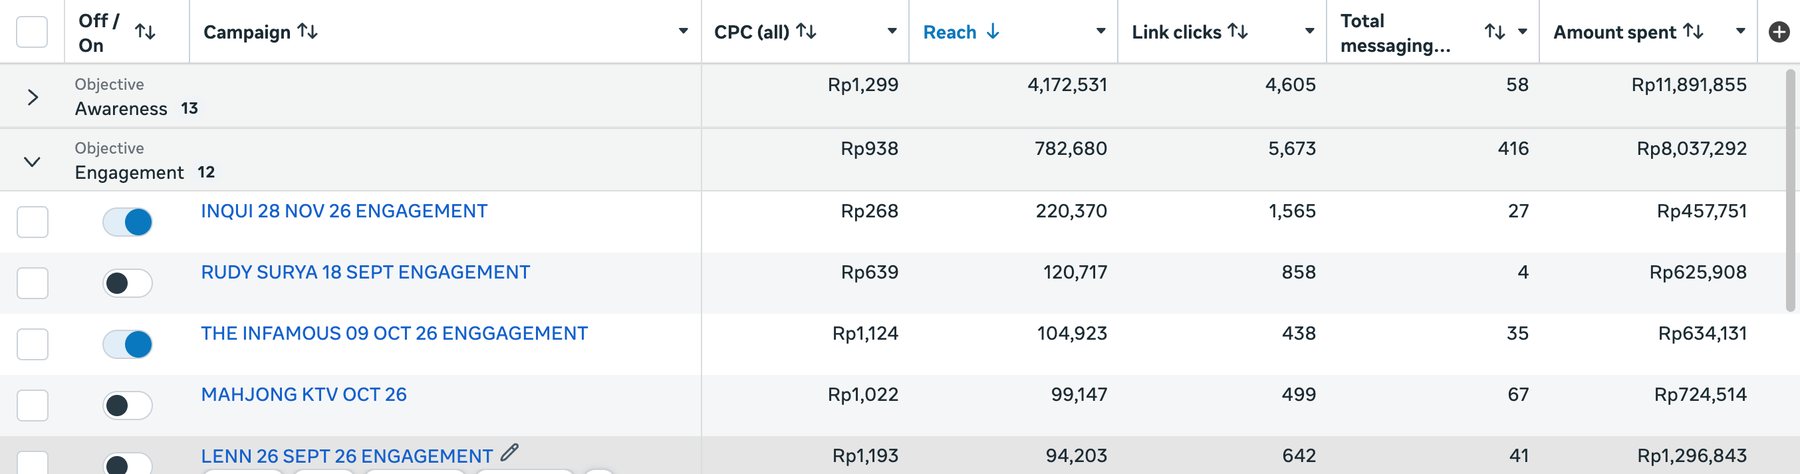 Off / On Campaign CPC (all) Reach Link clicks Total messaging... Amount spent
Objective
Awareness 13 Rp1,299 4,172,531 4,605 58 Rp11,891,855
Objective
Engagement 12 Rp938 782,680 5,673 416 Rp8,037,292
INQUI 28 NOV 26 ENGAGEMENT Rp268 220,370 1,565 27 Rp457,751
RUDY SURYA 18 SEPT ENGAGEMENT Rp639 120,717 858 4 Rp625,908
THE INFAMOUS 09 OCT 26 ENGGAGEMENT Rp1,124 104,923 438 35 Rp634,131
MAHJONG KTV OCT 26 Rp1,022 99,147 499 67 Rp724,514
LENN 26 SEPT 26 ENGAGEMENT Rp1,193 94,203 642 41 Rp1,296,843